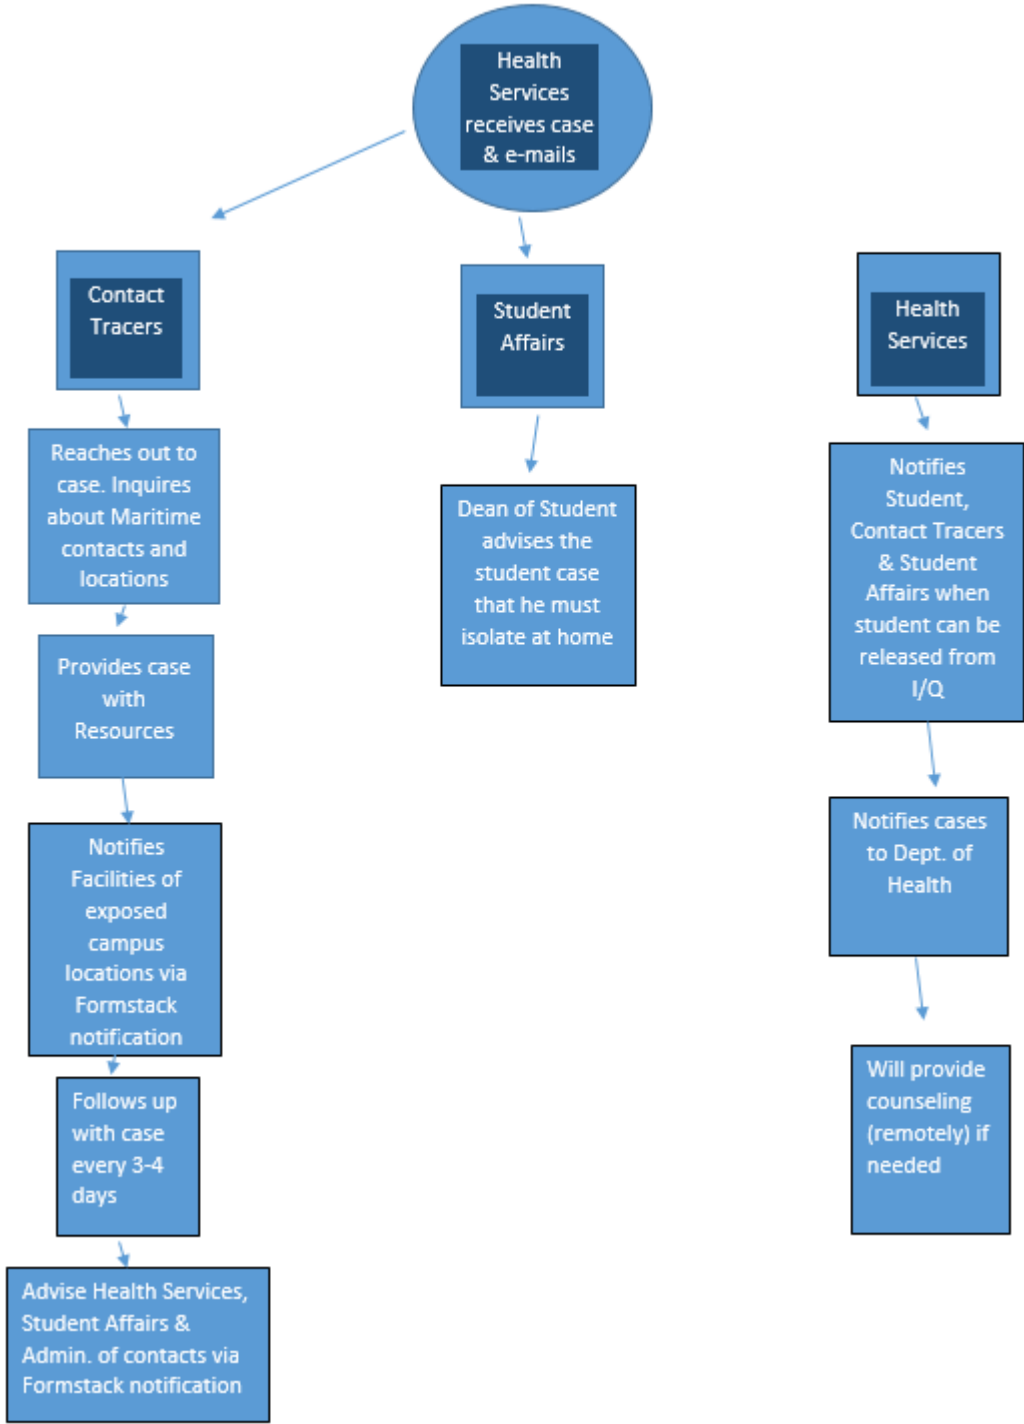 Health
Services
receives case
& e-mails
Contact
Tracers
Reaches out to
case. Inquires
about Maritime
contacts and
locations
Provides case
with
Resources
Notifies
Facilities of
exposed
campus
locations via
Formstack
notification
Follows up
with case
every 3-4
days
Advise Health Services,
Student Affairs &
Admin. of contacts via
Formstack notification
Student
Affairs
Dean of Student
advises the
student case
that he must
isolate at home
Health
Services
Notifies
Student,
Contact Tracers
& Student
Affairs when
student can be
released from
I/Q
Notifies cases
to Dept. of
Health
Will provide
counseling
(remotely) if
needed